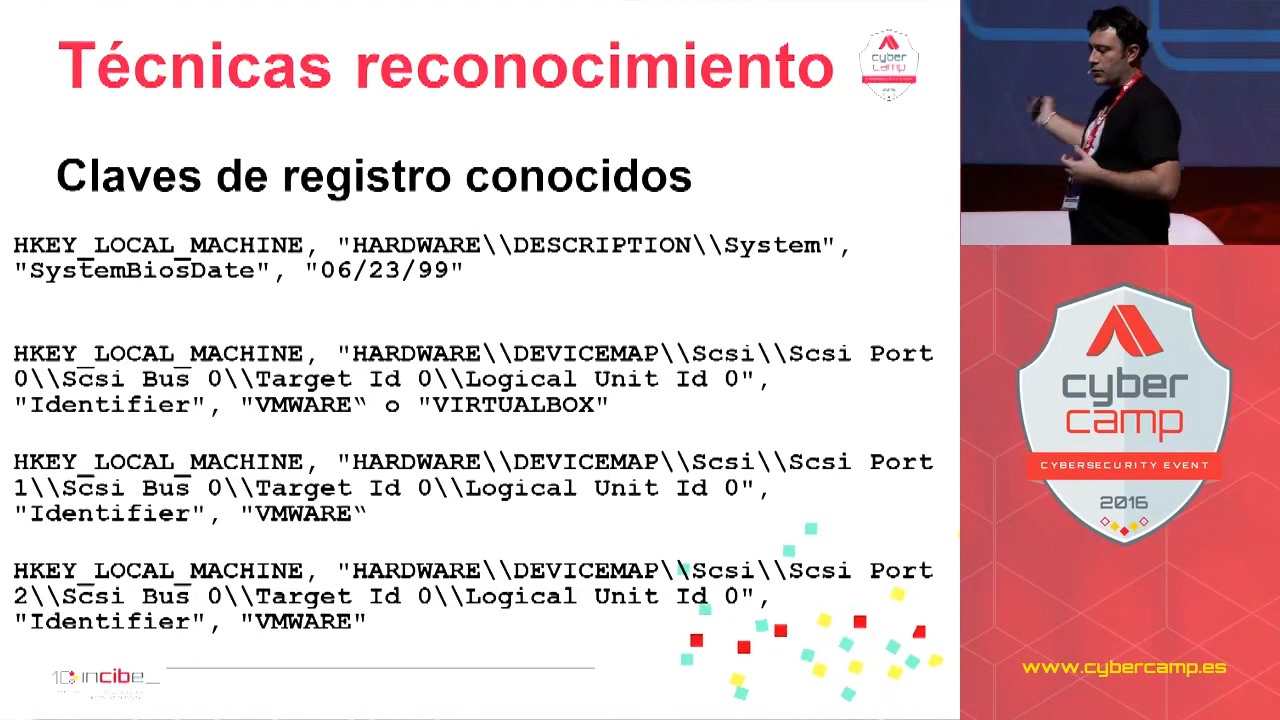 Técnicas reconocimiento
cyber
camp
Claves de registro conocidos
HKEY_LOCAL_MACHINE, "HARDWARE\\DESCRIPTION\\System",
"SystemBiosDate", "06/23/99"
HKEY_LOCAL_MACHINE, "HARDWARE\\DEVICEMAP\\Scsi\\Scsi Port
0\\Scsi Bus 0\\Target Id 0\\Logical Unit Id 0",
"Identifier", "VMWARE“ o "VIRTUALBOX"
HKEY_LOCAL_MACHINE, "HARDWARE\\DEVICEMAP\\Scsi\\Scsi Port
1\\Scsi Bus 0\\Target Id 0\\Logical Unit Id 0",
"Identifier", "VMWARE“
HKEY_LOCAL_MACHINE, "HARDWARE\\DEVICEMAP\\Scsi\\Scsi Port
2\\Scsi Bus 0\\Target Id 0\\Logical Unit Id 0",
"Identifier", "VMWARE"
incibe_
cyber
camp
CYBERSECURITY EVENT
2016
www.cybercamp.es